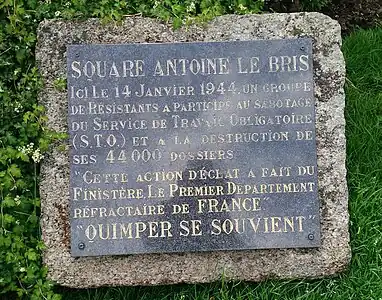 SQUARE ANTOINE LE BRIS
ICI LE 14 JANVIER 1944, UN GROUPE
DE RÉSISTANTS A PARTICIPÉ AU SABOTAGE
DU SERVICE DE TRAVAIL OBLIGATOIRE
(S.T.O) ET A LA DESTRUCTION DE
SES 44000 DOSSIERS
"CETTE ACTION D'ÉCLAT A FAIT DU
FINISTÈRE LE PREMIER DÉPARTEMENT
RÉFRACTAIRE DE FRANCE"
"QUIMPER SE SOUVIENT"